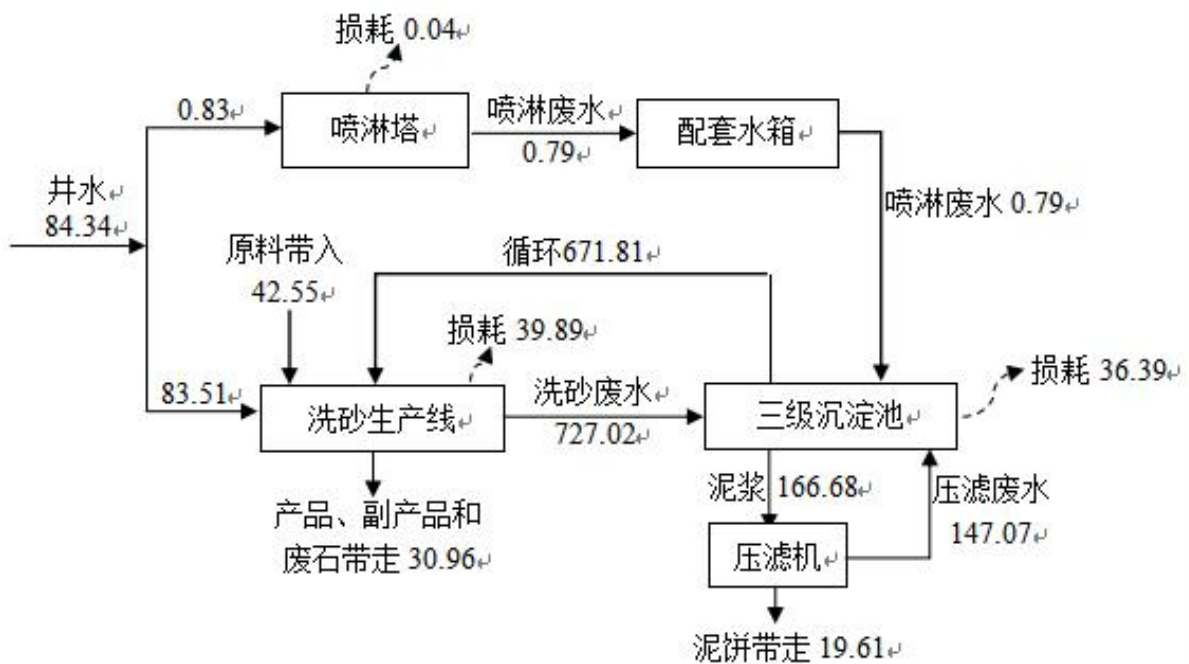 损耗 0.04
0.83
喷淋塔
喷淋废水
0.79
配套水箱
井水
84.34
喷淋废水 0.79
原料带入
42.55
循环671.81
损耗 39.89
损耗 36.39
83.51
洗砂生产线
洗砂废水
727.02
三级沉淀池
泥浆 166.68
压滤废水
147.07
产品、副产品和
废石带走 30.96
压滤机
泥饼带走 19.61